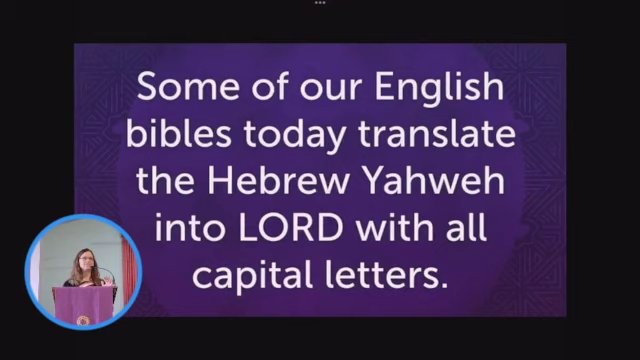 Some of our English
bibles today translate
the Hebrew Yahweh
into LORD with all
capital letters.